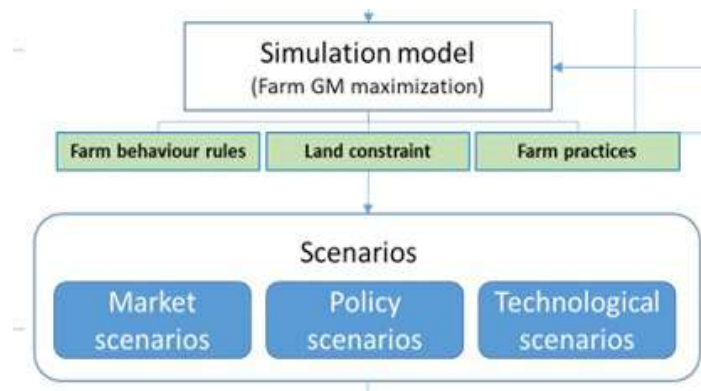 Simulation model
(Farm GM maximization)
Farm behaviour rules
Land constraint
Farm practices
Scenarios
Market
scenarios
Policy
scenarios
Technological
scenarios